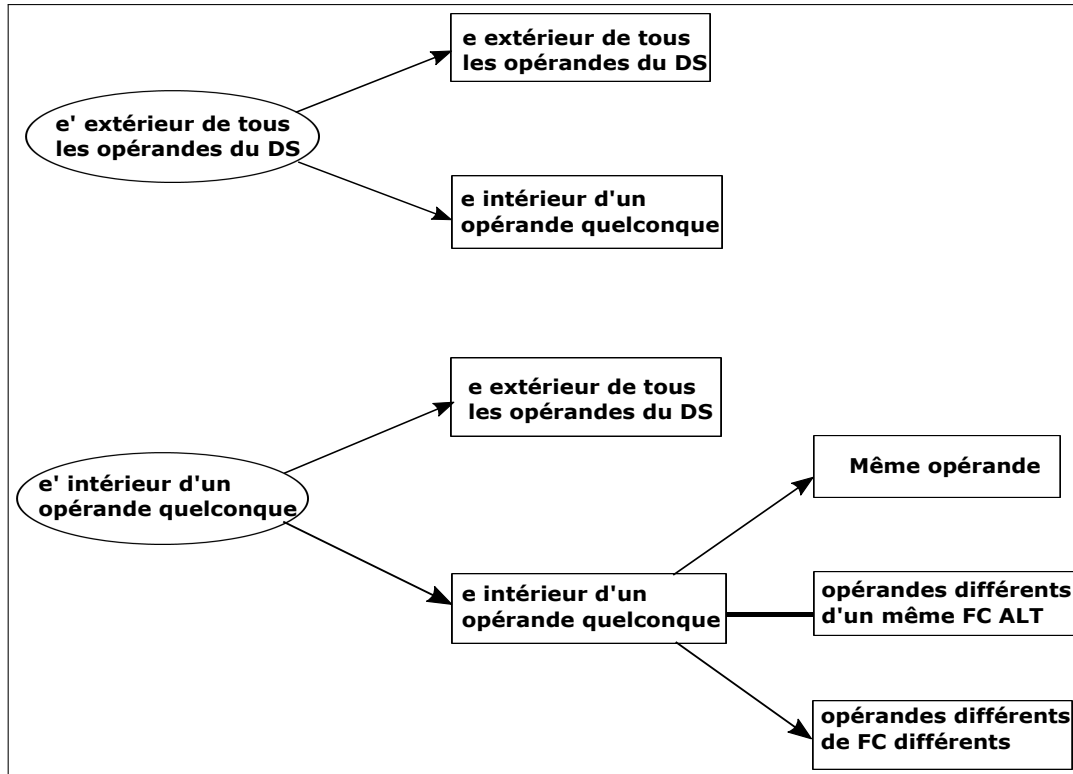 e extérieur de tous
les opérandes du DS
e' extérieur de tous
les opérandes du DS
e intérieur d'un
opérande quelconque
e extérieur de tous
les opérandes du DS
e' intérieur d'un
opérande quelconque
Même opérande
e intérieur d'un
opérande quelconque
opérandes différents
d'un même FC ALT
opérandes différents
de FC différents